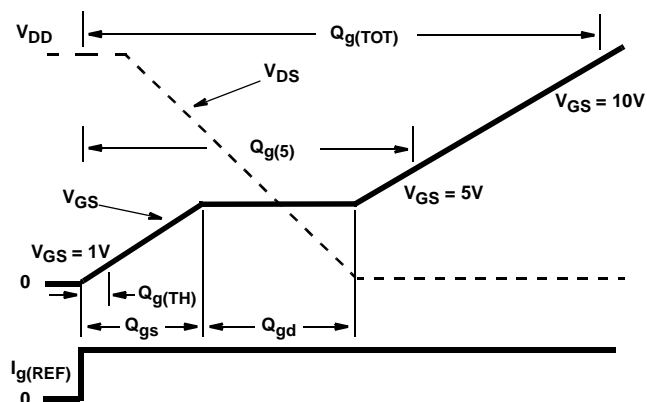 V_DD
Q_g(TOT)
V_DS
V_GS = 10V
Q_g(5)
V_GS
V_GS = 5V
V_GS = 1V
0
Q_g(TH)
Q_gs
Q_gd
I_g(REF)
0